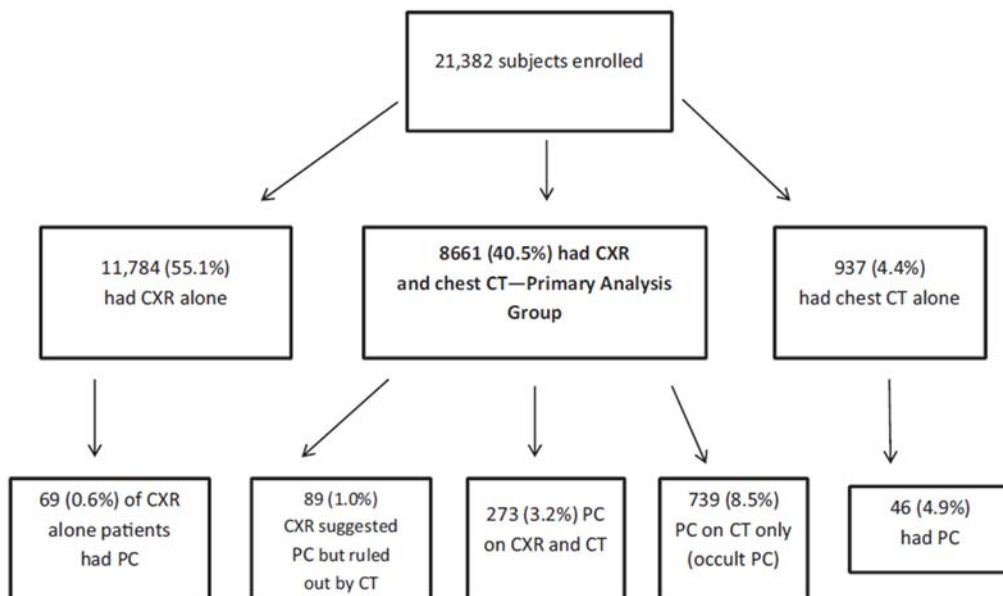 21,382 subjects enrolled
11,784 (55.1%)
had CXR alone
8661 (40.5%) had CXR
and chest CT—Primary Analysis
Group
937 (4.4%)
had chest CT alone
69 (0.6%) of CXR
alone patients
had PC
89 (1.0%)
CXR suggested
PC but ruled
out by CT
273 (3.2%) PC
on CXR and CT
739 (8.5%)
PC on CT only
(occult PC)
46 (4.9%)
had PC